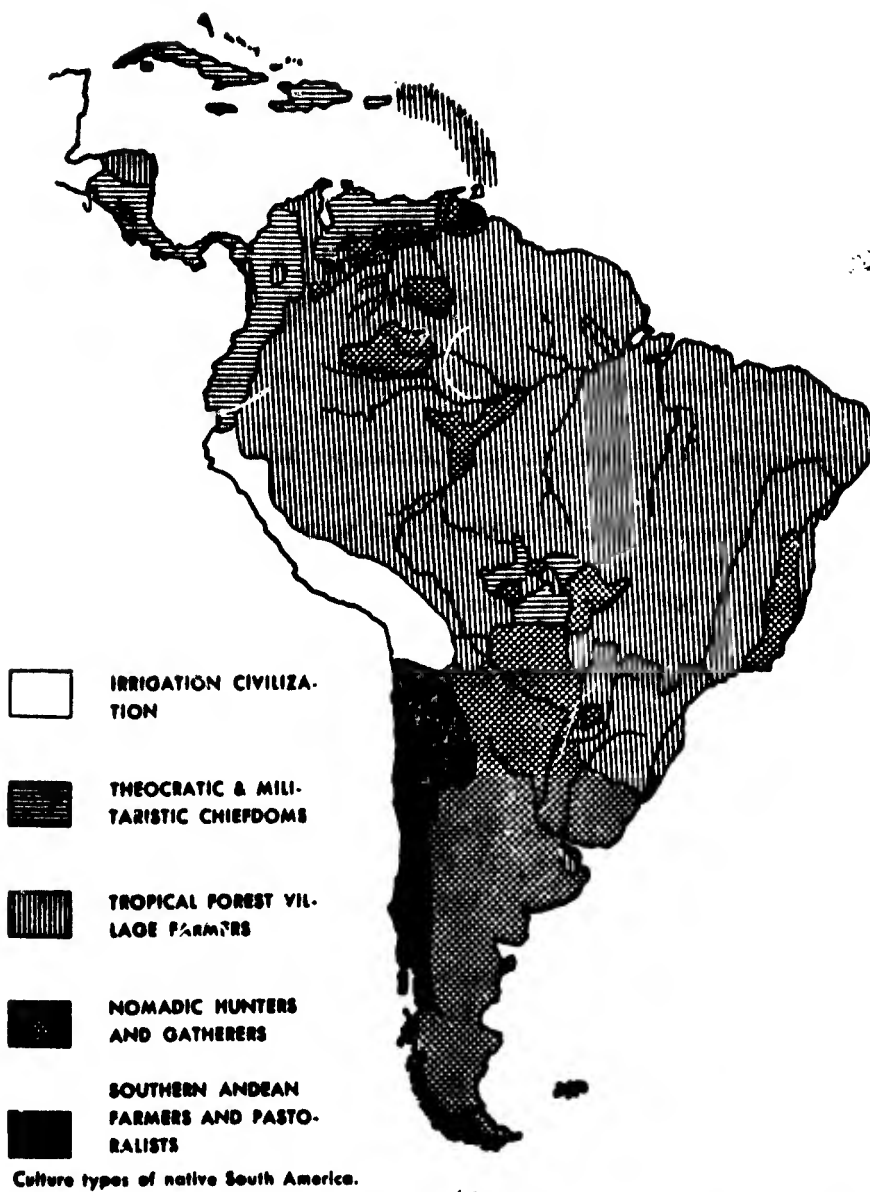 IRRIGATION CIVILIZA-
TION
THEOCRATIC & MILI-
TARISTIC CHIEFDOMS
TROPICAL FOREST VIL-
LAGE FARMERS
NOMADIC HUNTERS
AND GATHERERS
SOUTHERN ANDEAN
FARMERS AND PASTO-
RALISTS
Culture types of native South America.